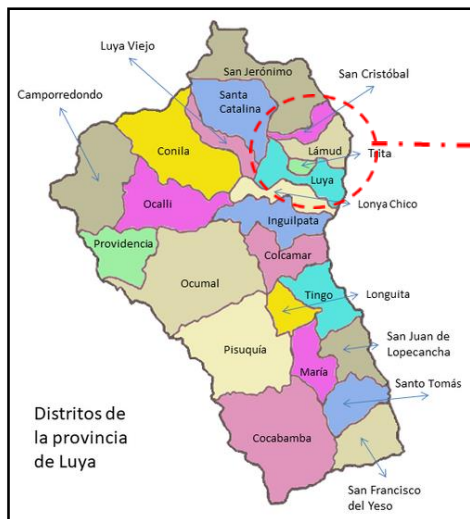 Luya Viejo
San Jerónimo
San Cristóbal
Santa
Catalina
Camporredondo
Lámud
Trita
Conila
Luya
Ocalli
Lonya Chico
Inguilpata
Providencia
Colcamar
Ocumal
Tingo
Longuita
San Juan de
Lopecancha
Pisuquía
María
Santo Tomás
Distritos de
la provincia
de Luya
Cocabamba
San Francisco
del Yeso